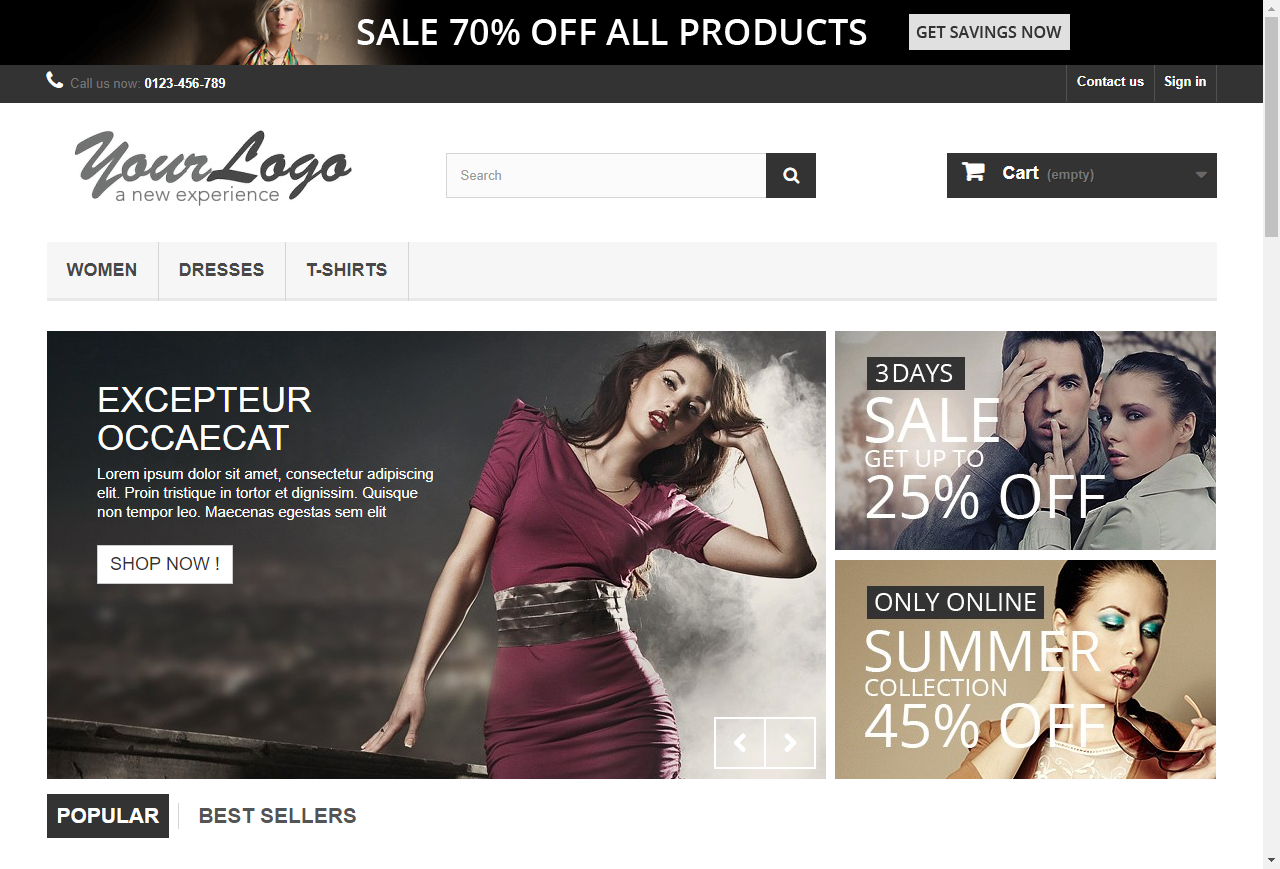 SALE 70% OFF ALL PRODUCTS
GET SAVINGS NOW
Call us now: 0123-456-789
Contact us
Sign in
YourLogo
a new experience
Search
Cart (empty)
WOMEN
DRESSES
T-SHIRTS
EXCEPTEUR
OCCAECAT
Lorem ipsum dolor sit amet, consectetur adipiscing
elit. Proin tristique in tortor et dignissim. Quisque
non tempor leo. Maecenas egestas sem elit
SHOP NOW !
3 DAYS
SALE
GET UP TO
25% OFF
ONLY ONLINE
SUMMER
COLLECTION
45% OFF
POPULAR
BEST SELLERS